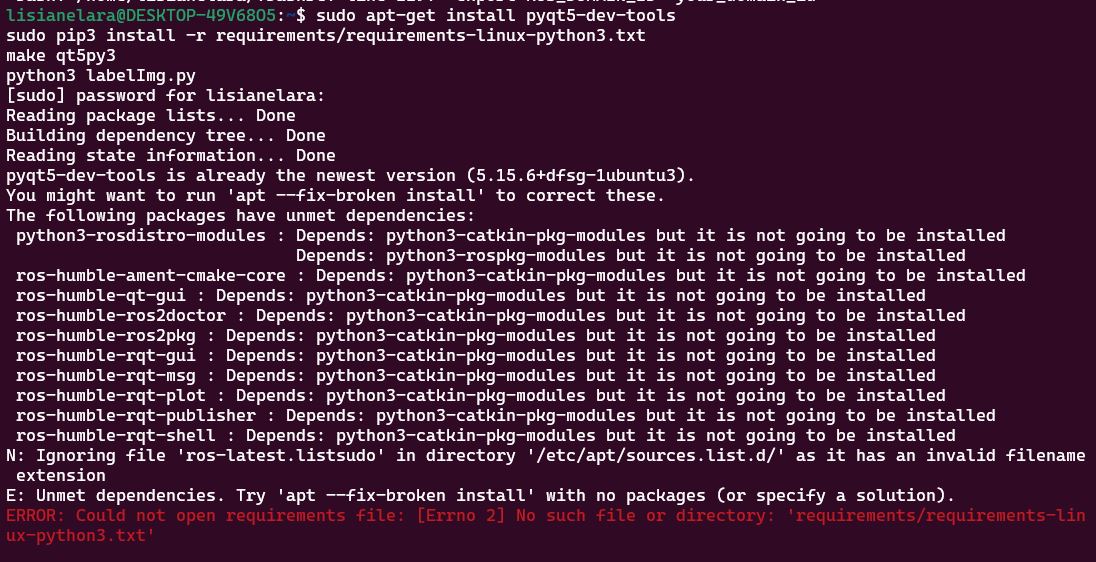 lisianelara@DESKTOP-49V68O5:~$ sudo apt-get install pyqt5-dev-tools
sudo pip3 install -r requirements/requirements-linux-python3.txt
make qt5py3
python3 labelImg.py
[sudo] password for lisianelara:
Reading package lists... Done
Building dependency tree... Done
Reading state information... Done
pyqt5-dev-tools is already the newest version (5.15.6+dfsg-1ubuntu3).
You might want to run 'apt --fix-broken install' to correct these.
The following packages have unmet dependencies:
 python3-rosdistro-modules : Depends: python3-catkin-pkg-modules but it is not going to be installed
                             Depends: python3-rospkg-modules but it is not going to be installed
 ros-humble-ament-cmake-core : Depends: python3-catkin-pkg-modules but it is not going to be installed
 ros-humble-qt-gui : Depends: python3-catkin-pkg-modules but it is not going to be installed
 ros-humble-ros2doctor : Depends: python3-catkin-pkg-modules but it is not going to be installed
 ros-humble-ros2pkg : Depends: python3-catkin-pkg-modules but it is not going to be installed
 ros-humble-rqt-gui : Depends: python3-catkin-pkg-modules but it is not going to be installed
 ros-humble-rqt-msg : Depends: python3-catkin-pkg-modules but it is not going to be installed
 ros-humble-rqt-plot : Depends: python3-catkin-pkg-modules but it is not going to be installed
 ros-humble-rqt-publisher : Depends: python3-catkin-pkg-modules but it is not going to be installed
 ros-humble-rqt-shell : Depends: python3-catkin-pkg-modules but it is not going to be installed
N: Ignoring file 'ros-latest.listsudo' in directory '/etc/apt/sources.list.d/' as it has an invalid filename
 extension
E: Unmet dependencies. Try 'apt --fix-broken install' with no packages (or specify a solution).
ERROR: Could not open requirements file: [Errno 2] No such file or directory: 'requirements/requirements-lin
ux-python3.txt'